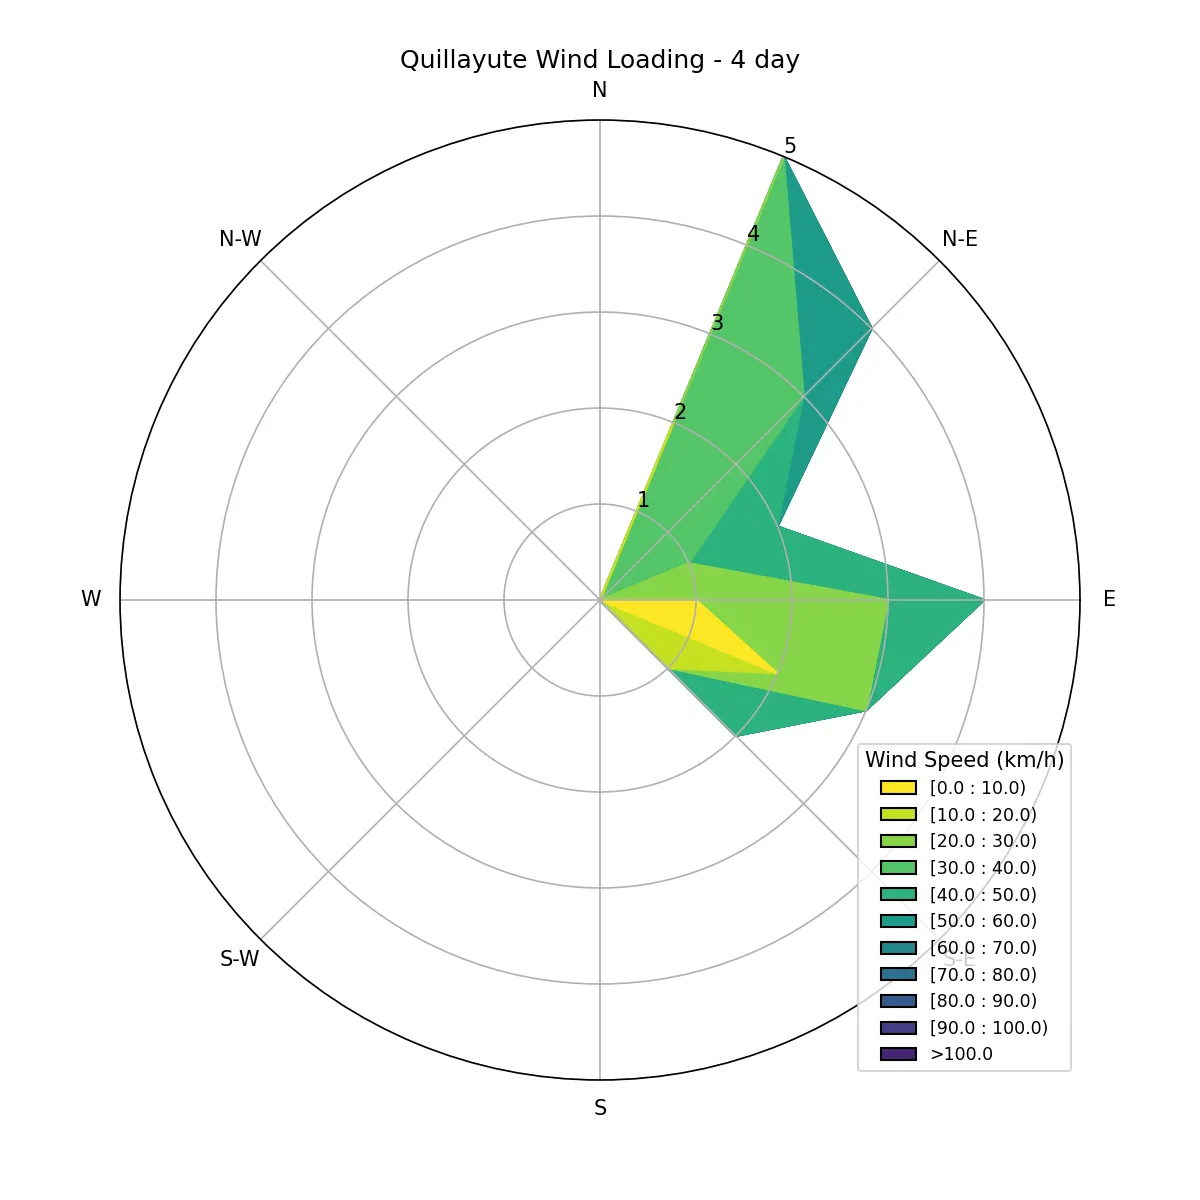 Quillayute Wind Loading - 4 day
N
5
4
N-W
N-E
3
2
1
W
E
Wind Speed (km/h)
[0.0 : 10.0)
[10.0 : 20.0)
[20.0 : 30.0)
[30.0 : 40.0)
[40.0 : 50.0)
[50.0 : 60.0)
[60.0 : 70.0)
S-W
S-E
[70.0 : 80.0)
[80.0 : 90.0)
[90.0 : 100.0)
>100.0
S